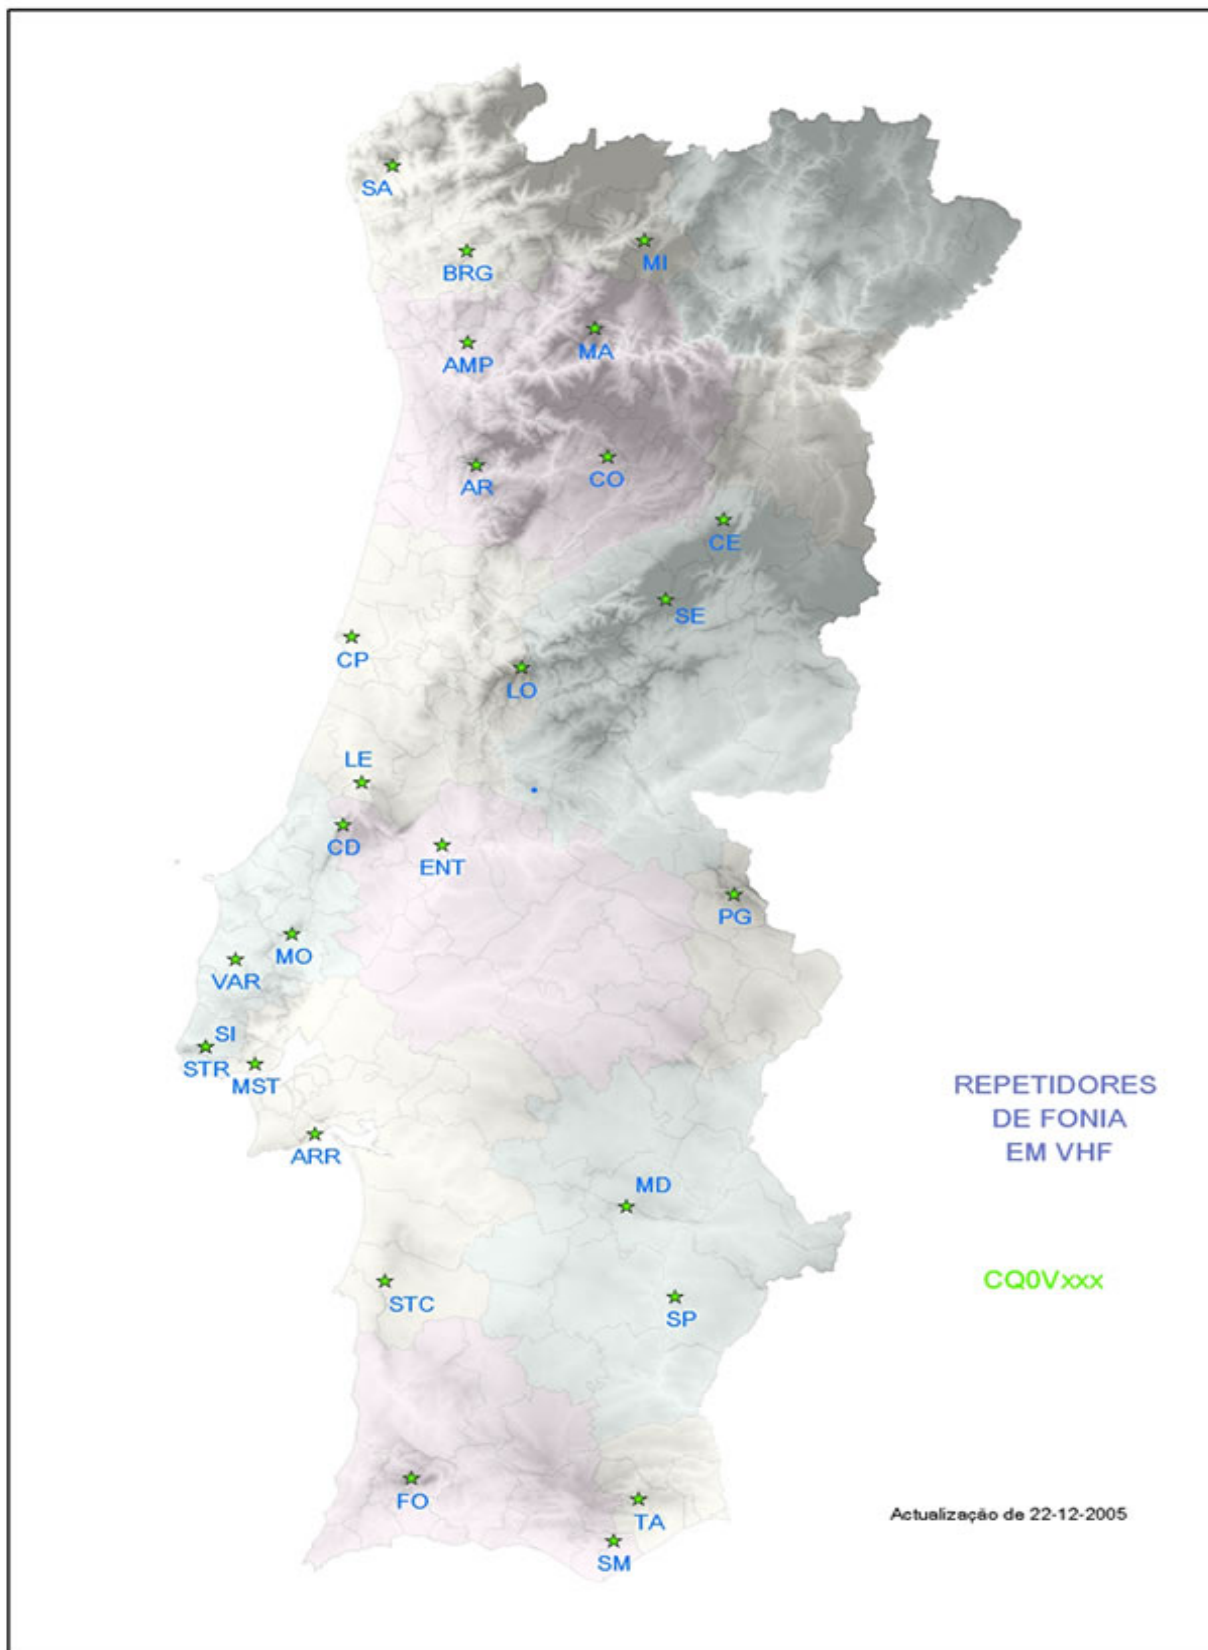 SA
BRG
MI
AMP
MA
AR
CO
CE
SE
CP
LO
LE
CD
ENT
PG
MO
VAR
SI
STR
MST
ARR
REPETIDORES
DE FONIA
EM VHF
MD
CQ0Vxxx
STC
SP
FO
TA
SM
Actualização de 22-12-2005